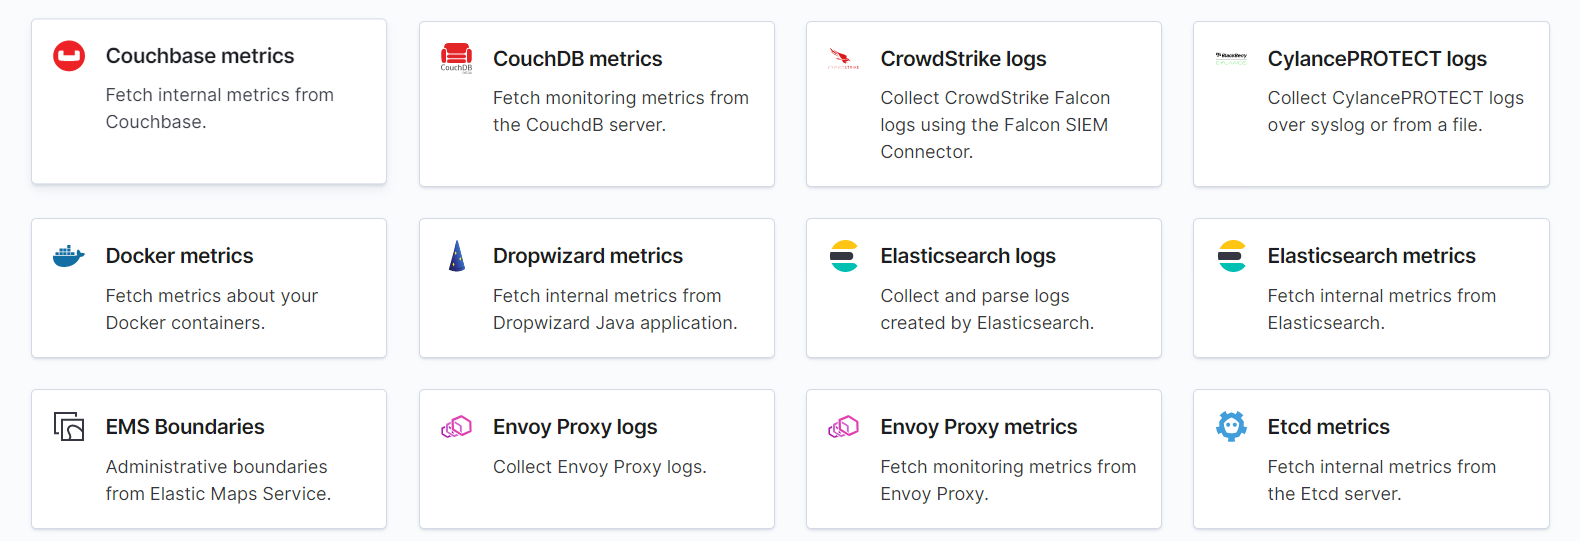 Couchbase metrics
Fetch internal metrics from
Couchbase.
CouchDB metrics
Fetch monitoring metrics from
the CouchdB server.
CouchDB
CrowdStrike logs
Collect CrowdStrike Falcon
logs using the Falcon SIEM
Connector.
CylancePROTECT logs
Collect CylancePROTECT logs
over syslog or from a file.
BlackBerry
CYLANCE
Docker metrics
Fetch metrics about your
Docker containers.
Dropwizard metrics
Fetch internal metrics from
Dropwizard Java application.
Elasticsearch logs
Collect and parse logs
created by Elasticsearch.
Elasticsearch metrics
Fetch internal metrics from
Elasticsearch.
EMS Boundaries
Administrative boundaries
from Elastic Maps Service.
Envoy Proxy logs
Collect Envoy Proxy logs.
Envoy Proxy metrics
Fetch monitoring metrics from
Envoy Proxy.
Etcd metrics
Fetch internal metrics from
the Etcd server.